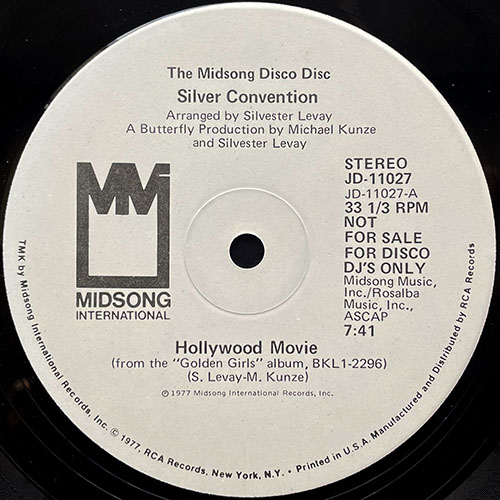 The Midsong Disco Disc
Silver Convention
Arranged by Silvester Levay
A Butterfly Production by Michael Kunze
and Silvester Levay
MM
MIDSONG
INTERNATIONAL
STEREO
JD-11027
JD-11027-A
33 1/3 RPM
NOT
FOR SALE
FOR DISCO
DJ'S ONLY
Midsong Music,
Inc./Rosalba
Music, Inc.,
ASCAP
7:41
Hollywood Movie
(from the "Golden Girls" album, BKL1-2296)
(S. Levay-M. Kunze)
℗ 1977 Midsong International Records, Inc.
TMK by Midsong International Records, Inc. © 1977, RCA Records, New York, N.Y. • Printed in U.S.A. Manufactured and Distributed by RCA Records